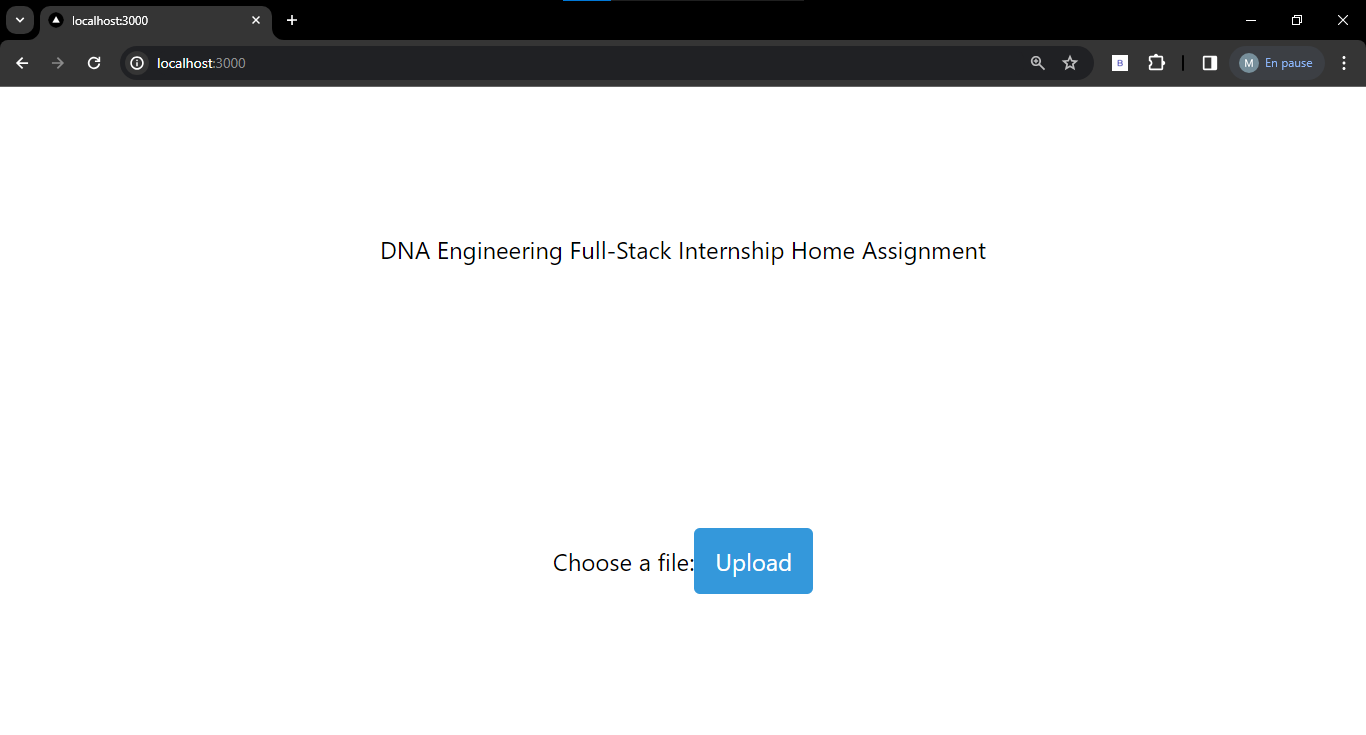 localhost:3000
localhost:3000
B
M
En pause
DNA Engineering Full-Stack Internship Home Assignment
Choose a file:
Upload